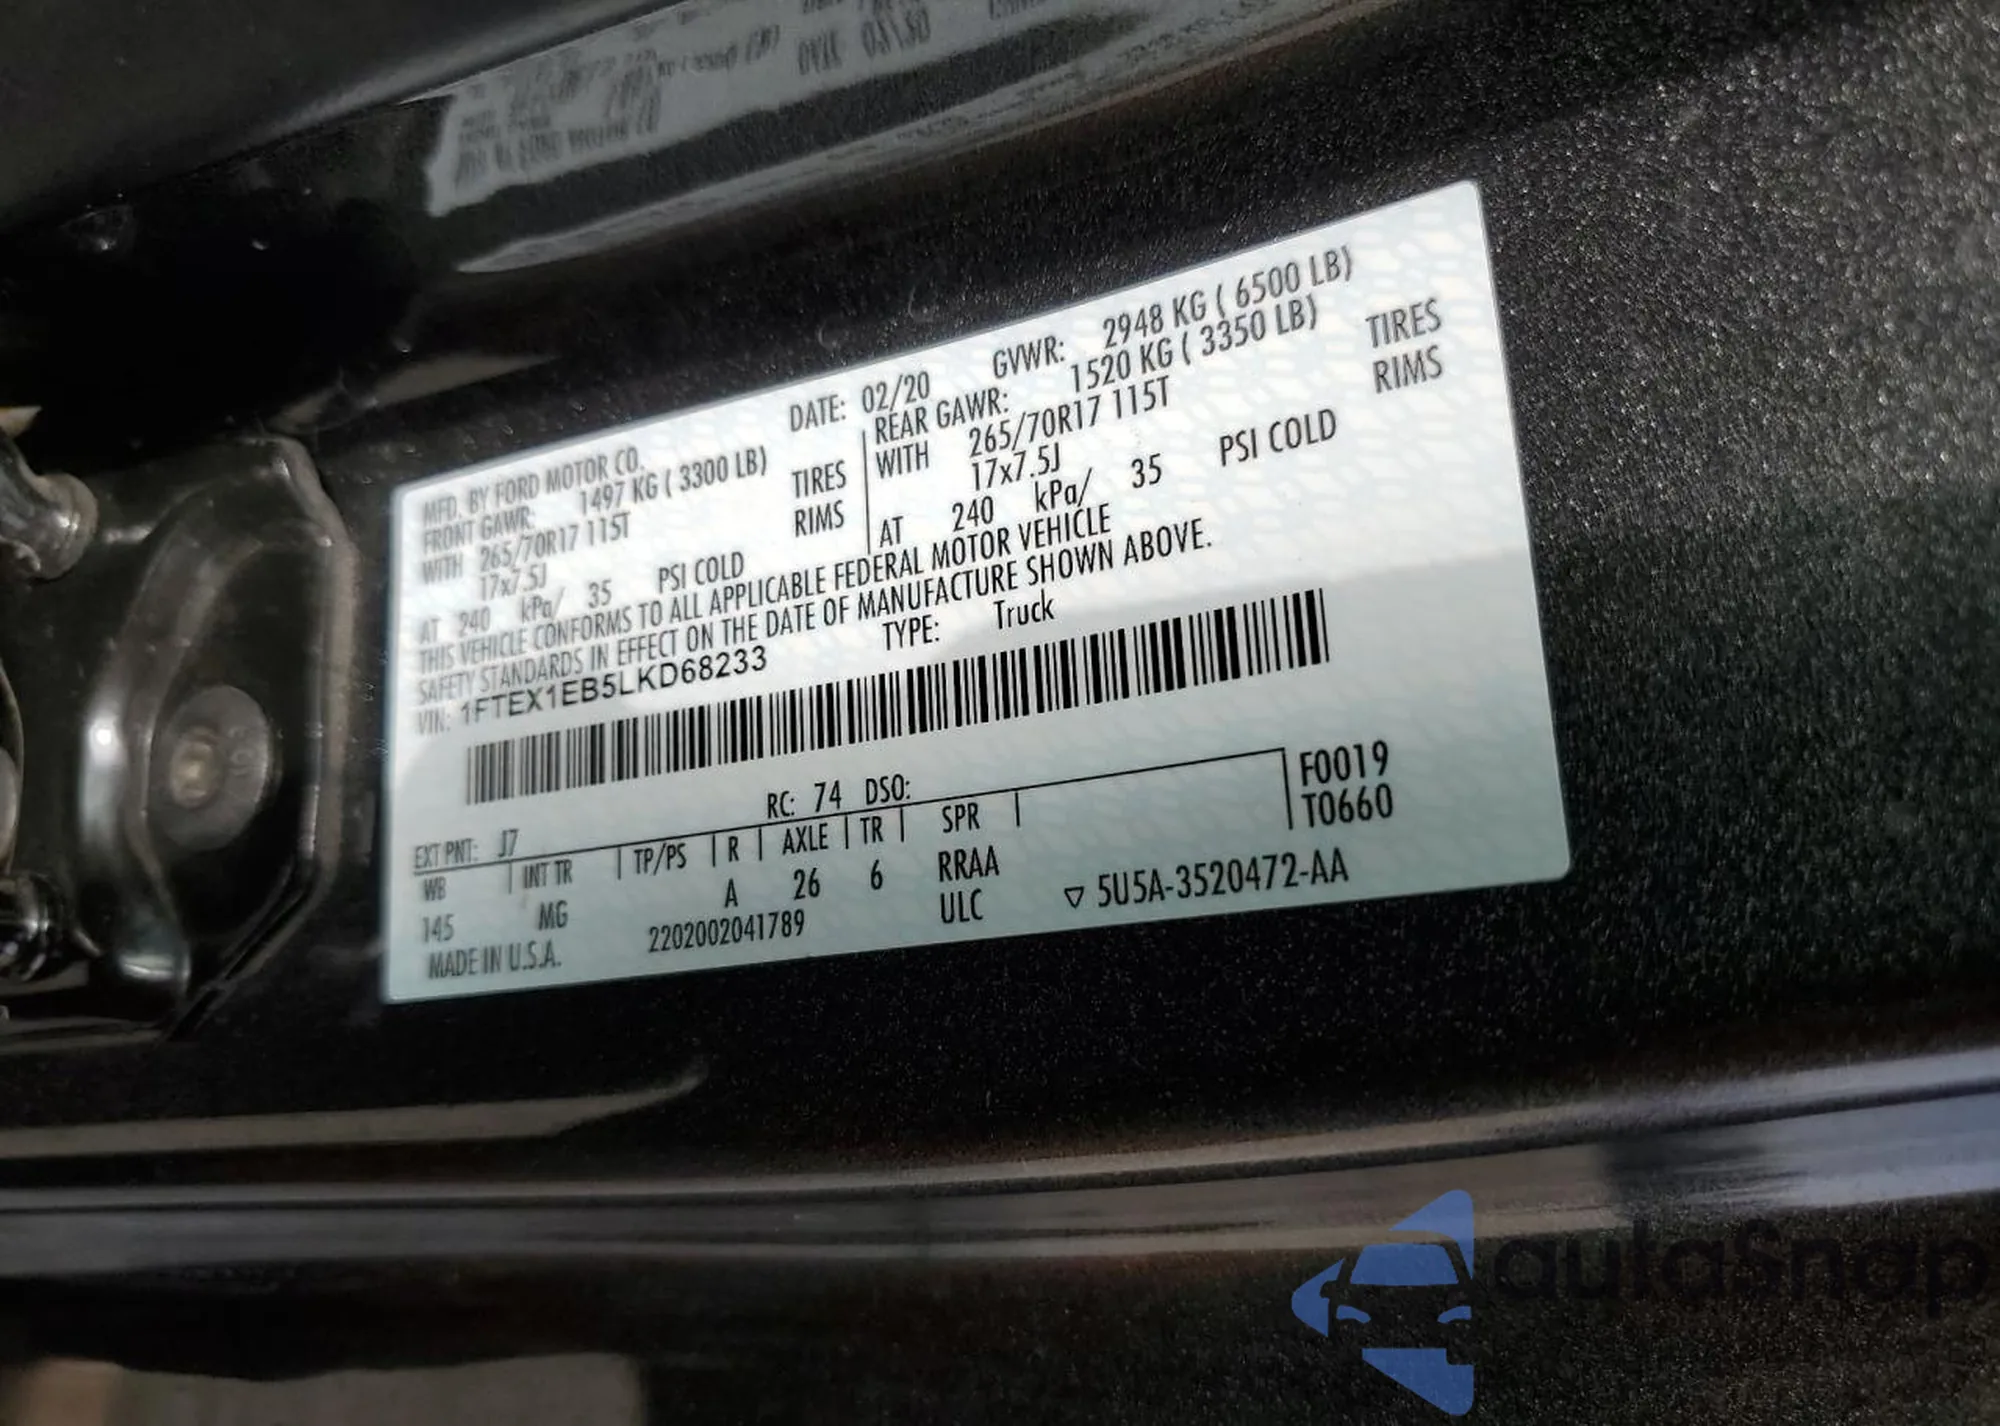 MFD. BY FORD MOTOR CO.
DATE: 02/20
GVWR: 2948 KG ( 6500 LB)
FRONT GAWR: 1497 KG ( 3300 LB)
WITH 265/70R17 115T TIRES
17x7.5J RIMS
AT 240 kPa/ 35 PSI COLD
REAR GAWR: 1520 KG ( 3350 LB)
WITH 265/70R17 115T TIRES
17x7.5J RIMS
AT 240 kPa/ 35 PSI COLD
THIS VEHICLE CONFORMS TO ALL APPLICABLE FEDERAL MOTOR VEHICLE
SAFETY STANDARDS IN EFFECT ON THE DATE OF MANUFACTURE SHOWN ABOVE.
VIN: 1FTEX1EB5LKD68233 TYPE: Truck
F0019
T0660
EXT PNT: J7 RC: 74 DSO:
WB INT TR TP/PS R AXLE TR SPR
145 MG A 26 6 RRAA
MADE IN U.S.A. 2202002041789 ULC ▽ 5U5A-3520472-AA
autaSnap